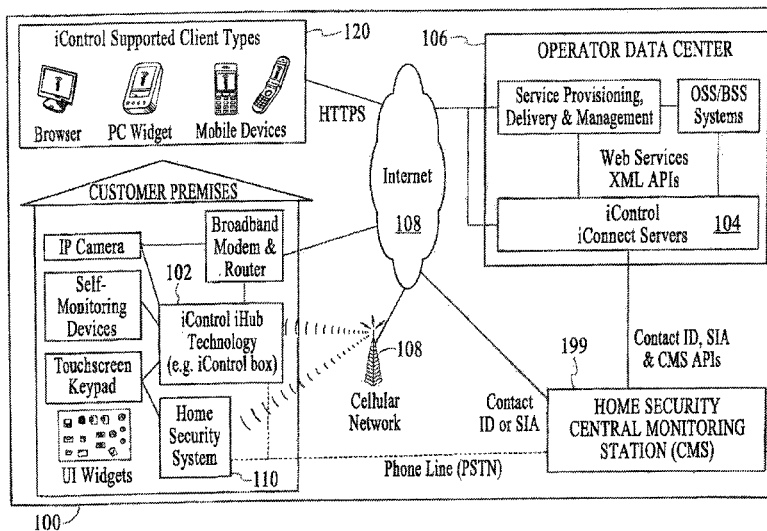 iControl Supported Client Types
120
Browser
PC Widget
Mobile Devices
HTTPS
106
OPERATOR DATA CENTER
Service Provisioning,
Delivery & Management
OSS/BSS
Systems
Web Services
XML APIs
iControl
iConnect Servers
104
Internet
108
CUSTOMER PREMISES
IP Camera
Broadband
Modem &
Router
102
Self-
Monitoring
Devices
iControl iHub
Technology
(e.g. iControl box)
Touchscreen
Keypad
UI Widgets
Home
Security
System
110
108
Cellular
Network
Contact
ID or SIA
Contact ID, SIA
& CMS APIs
199
HOME SECURITY
CENTRAL MONITORING
STATION (CMS)
Phone Line (PSTN)
100